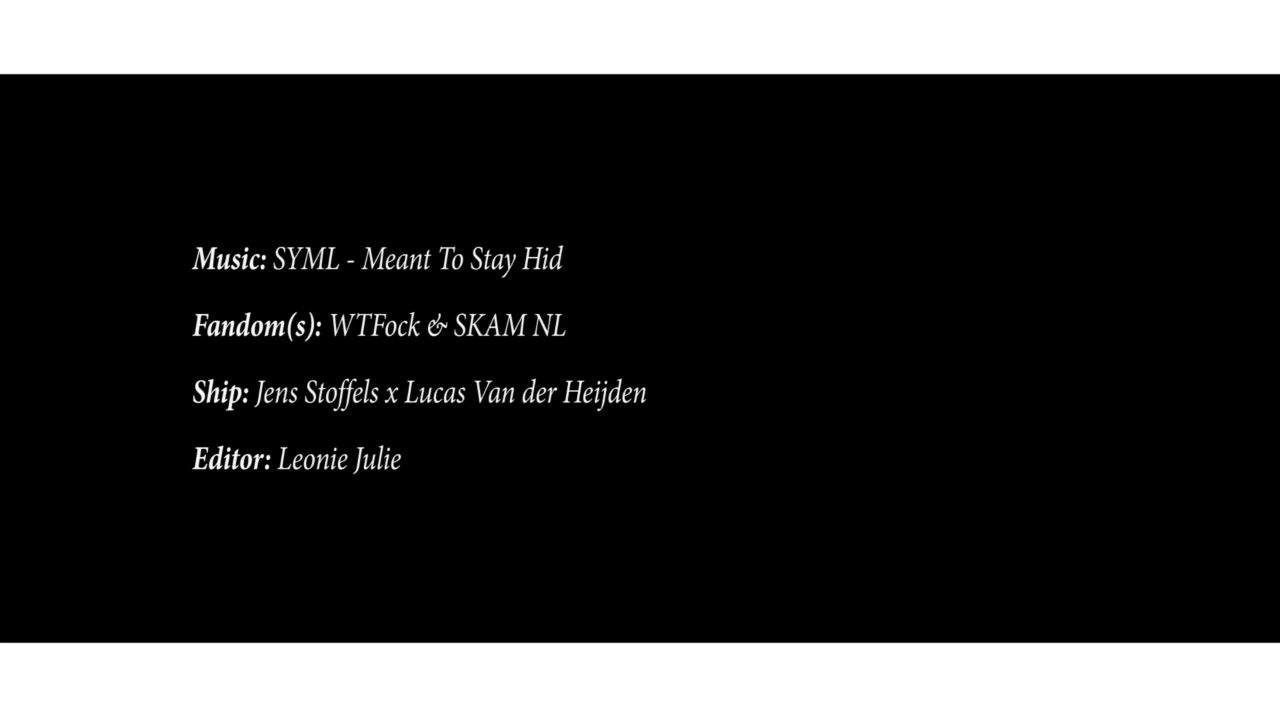 Music: SYML - Meant To Stay Hid
Fandom(s): WTFock & SKAM NL
Ship: Jens Stoffels x Lucas Van der Heijden
Editor: Leonie Julie